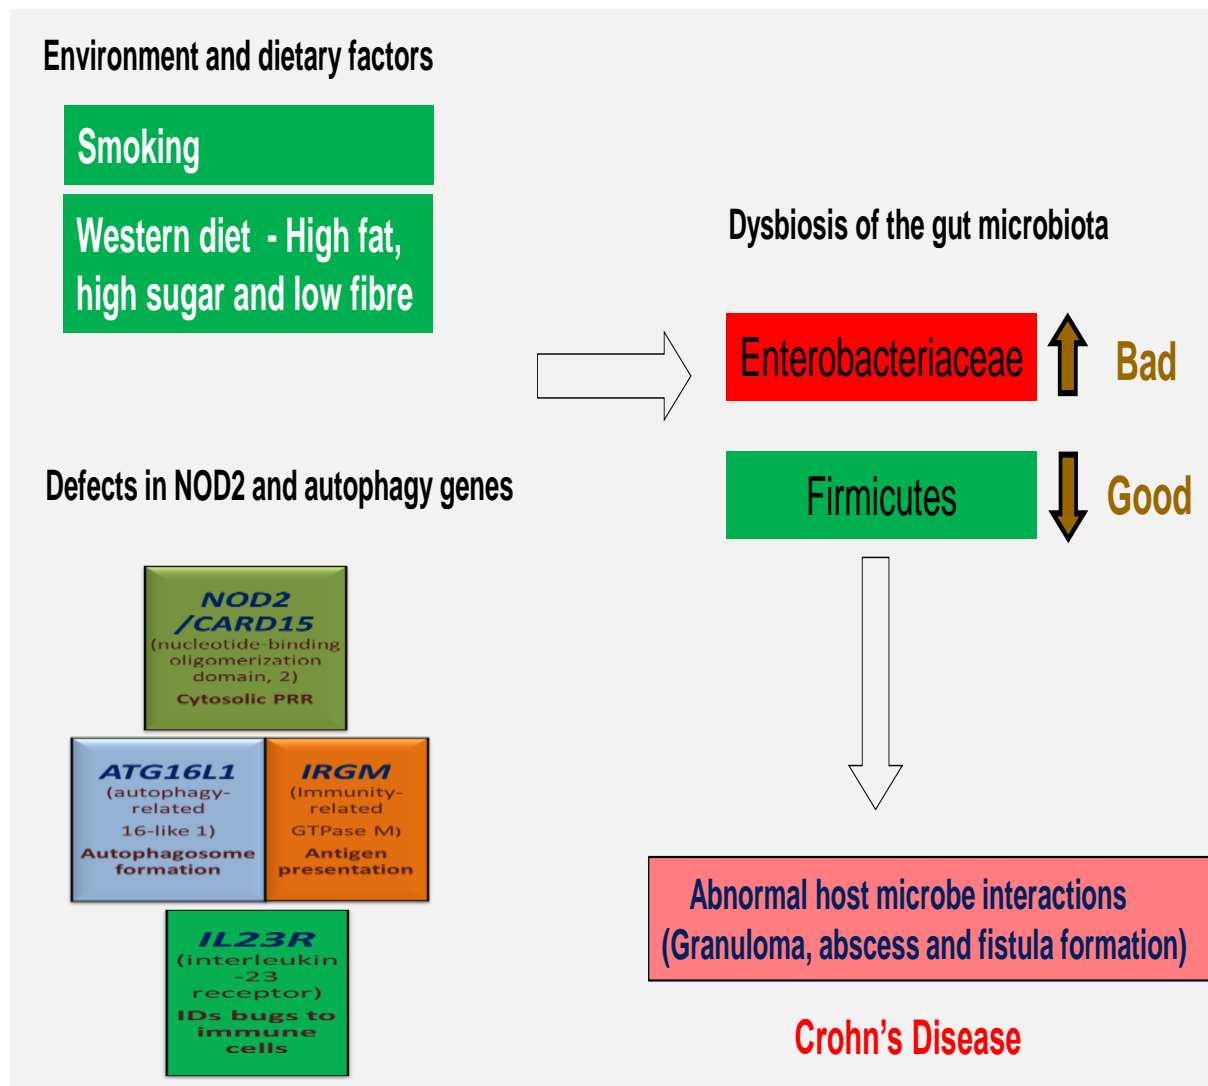 Environment and dietary factors
Smoking
Western diet - High fat,
high sugar and low fibre
Dysbiosis of the gut microbiota
Enterobacteriaceae
Bad
Firmicutes
Good
Defects in NOD2 and autophagy genes
NOD2
/CARD15
(nucleotide-binding
oligomerization
domain, 2)
Cytosolic PRR
ATG16L1
(autophagy-
related
16-like 1)
Autophagosome
formation
IRGM
(Immunity-
related
GTPase M)
Antigen
presentation
IL23R
(interleukin
-23
receptor)
IDs bugs to
immune
cells
Abnormal host microbe interactions
(Granuloma, abscess and fistula formation)
Crohn’s Disease